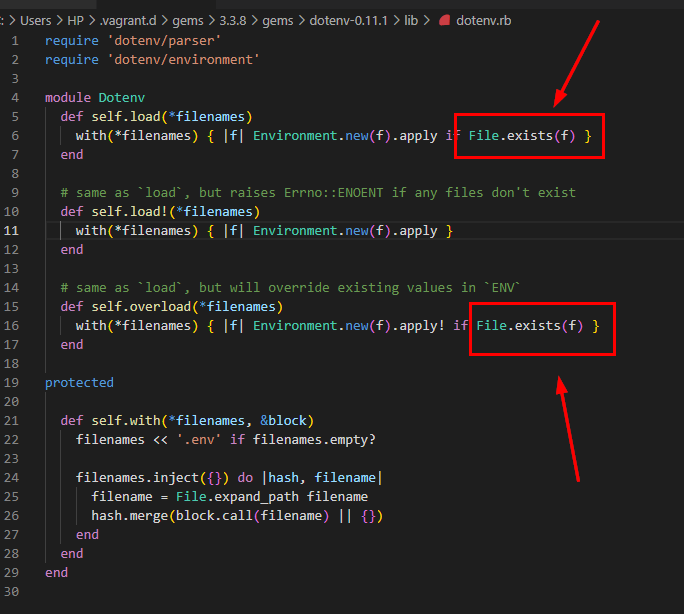 : > Users > HP > .vagrant.d > gems > 3.3.8 > gems > dotenv-0.11.1 > lib > dotenv.rb
1 require 'dotenv/parser'
2 require 'dotenv/environment'
3
4 module Dotenv
5   def self.load(*filenames)
6     with(*filenames) { |f| Environment.new(f).apply if File.exists(f) }
7   end
8
9   # same as `load`, but raises Errno::ENOENT if any files don't exist
10   def self.load!(*filenames)
11     with(*filenames) { |f| Environment.new(f).apply }
12   end
13
14   # same as `load`, but will override existing values in `ENV`
15   def self.overload(*filenames)
16     with(*filenames) { |f| Environment.new(f).apply! if File.exists(f) }
17   end
18
19 protected
20
21   def self.with(*filenames, &block)
22     filenames << '.env' if filenames.empty?
23
24     filenames.inject({}) do |hash, filename|
25       filename = File.expand_path filename
26       hash.merge(block.call(filename) || {})
27     end
28   end
29 end
30